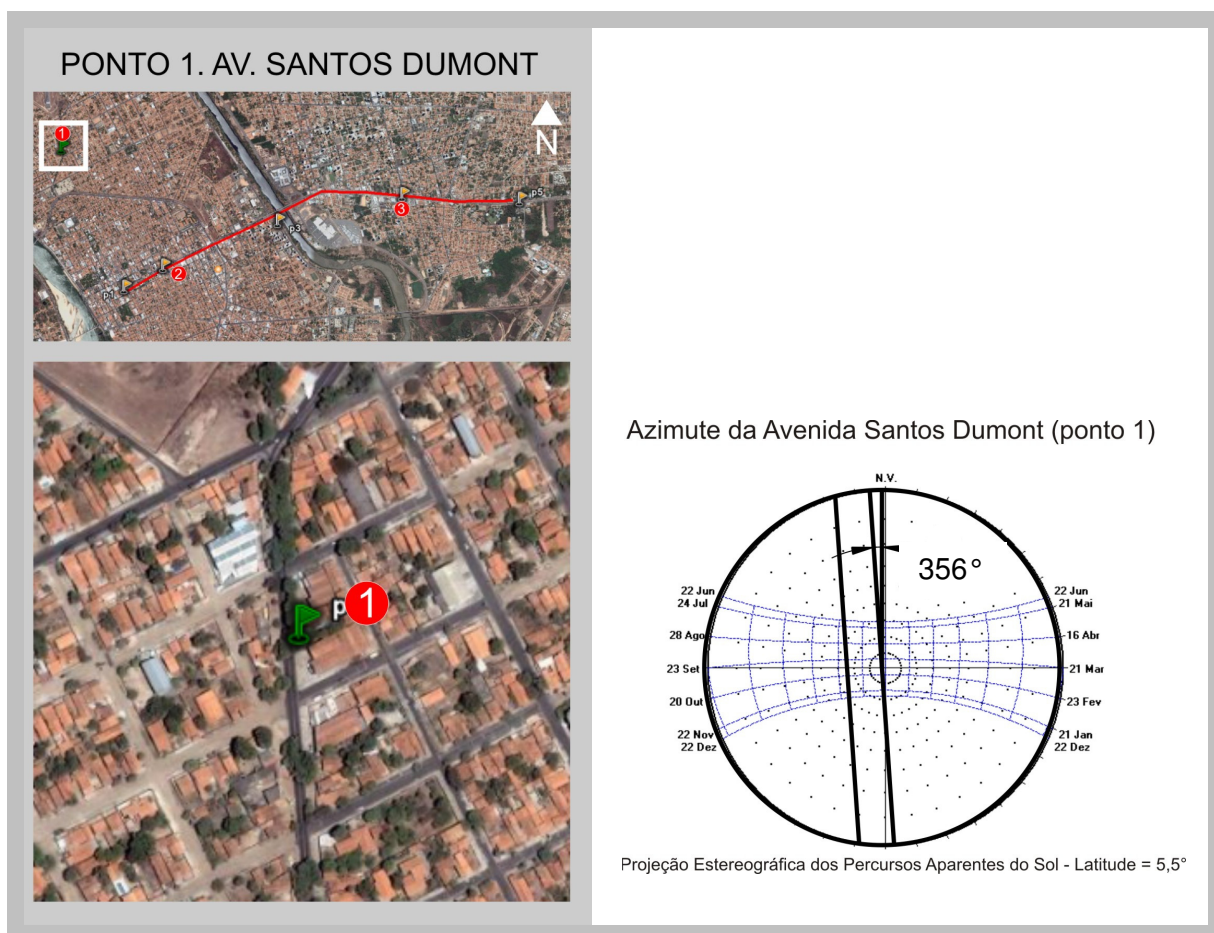 PONTO 1. AV. SANTOS DUMONT
1
N
p5
3
p3
2
p1
p 1
Azimute da Avenida Santos Dumont (ponto 1)
N.V.
356°
22 Jun
24 Jul
28 Ago
23 Set
20 Out
22 Nov
22 Dez
22 Jun
21 Mai
16 Abr
21 Mar
23 Fev
21 Jan
22 Dez
Projeção Estereográfica dos Percursos Aparentes do Sol - Latitude = 5,5°